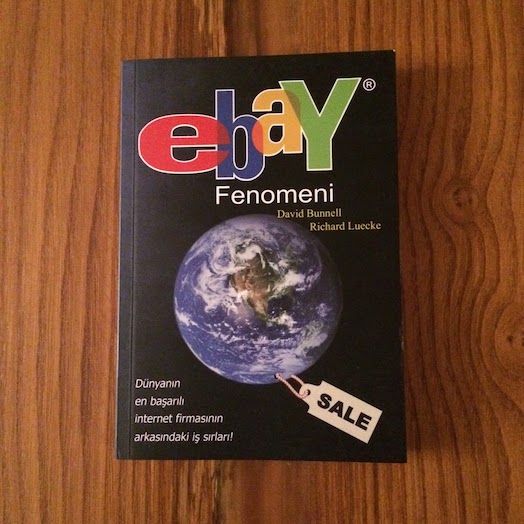 ebaY®
Fenomeni
David Bunnell
Richard Luecke
Dünyanın
en başarılı
internet firmasının
arkasındaki iş sırları!
SALE